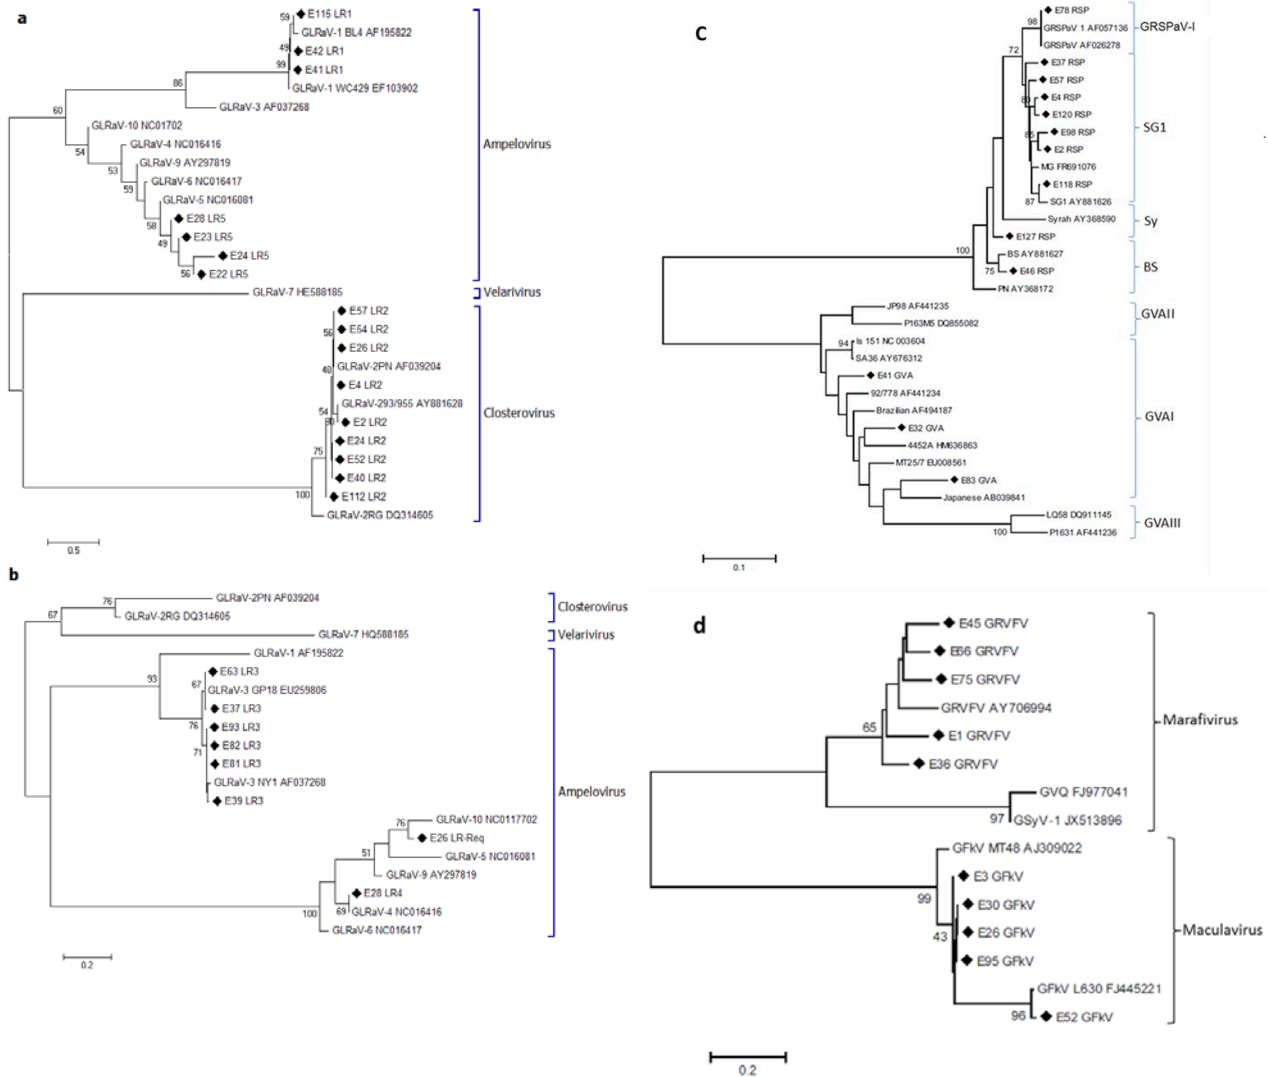 a
59
E115 LR1
GLRaV-1 BL4 AF195822
49
E42 LR1
99
E41 LR1
GLRaV-1 WC429 EF103902
86
GLRaV-3 AF037268
60
GLRaV-10 NC01702
54
GLRaV-4 NC016416
53
GLRaV-9 AY297819
59
GLRaV-6 NC016417
GLRaV-5 NC016081
58
E28 LR5
49
E23 LR5
E24 LR5
56
E22 LR5
Ampelovirus
GLRaV-7 HE588185
Velarivirus
E57 LR2
56
E54 LR2
E26 LR2
GLRaV-2PN AF039204
E4 LR2
GLRaV-293/955 AY881628
54
E2 LR2
E24 LR2
75
E52 LR2
E40 LR2
100
E112 LR2
GLRaV-2RG DQ314605
Closterovirus
0.5
b
76
GLRaV-2PN AF039204
67
GLRaV-2RG DQ314605
Closterovirus
GLRaV-7 HQ588185
Velarivirus
GLRaV-1 AF195822
93
E63 LR3
67
GLRaV-3 GP18 EU259806
E37 LR3
76
E93 LR3
71
E82 LR3
E81 LR3
GLRaV-3 NY1 AF037268
E39 LR3
Ampelovirus
76
GLRaV-10 NC0117702
E26 LR-Req
51
GLRaV-5 NC016081
GLRaV-9 AY297819
E28 LR4
100
69
GLRaV-4 NC016416
GLRaV-6 NC016417
0.2
C
98
E78 RSP
GRSPaV 1 AF057136
GRSPaV AF026278
GRSPaV-I
72
E37 RSP
E57 RSP
E4 RSP
E120 RSP
85
E98 RSP
E2 RSP
MG FR691076
E118 RSP
87
SG1 AY881626
SG1
Syrah AY368590
E127 RSP
Sy
100
BS AY881627
75
E46 RSP
PN AY368172
BS
JP98 AF441235
P163M5 DQ855082
GVAII
94
Is 151 NC 003604
SA36 AY676312
E41 GVA
92/778 AF441234
Brazilian AF494187
E32 GVA
4452A HM636863
MT25/7 EU008561
E83 GVA
Japanese AB039841
GVAI
LQ58 DQ911145
100
P1631 AF441236
GVAIII
0.1
d
E45 GRVFV
E66 GRVFV
E75 GRVFV
GRVFV AY706994
65
E1 GRVFV
E36 GRVFV
GVQ FJ977041
97
GSyV-1 JX513896
Marafivirus
GFkV MT48 AJ309022
99
E3 GFkV
E30 GFkV
43
E26 GFkV
E95 GFkV
GFkV L630 FJ445221
96
E52 GFkV
Maculavirus
0.2